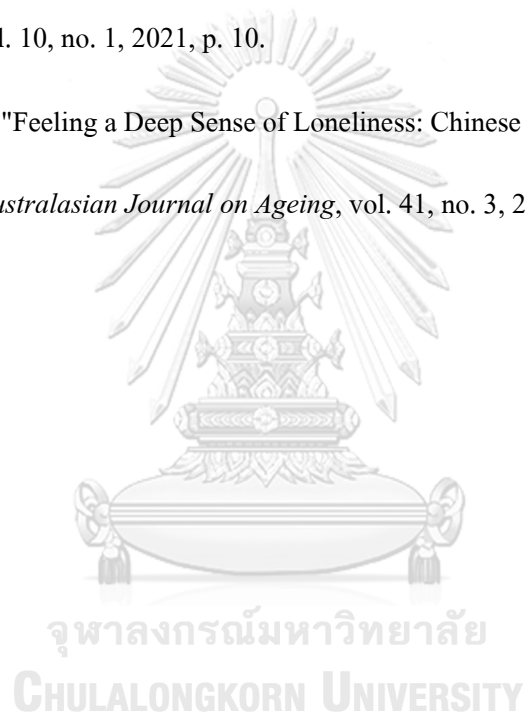 l. 10, no. 1, 2021, p. 10.
"Feeling a Deep Sense of Loneliness: Chinese
ustralasian Journal on Ageing, vol. 41, no. 3, 2
จุฬาลงกรณ์มหาวิทยาลัย
CHULALONGKORN UNIVERSITY